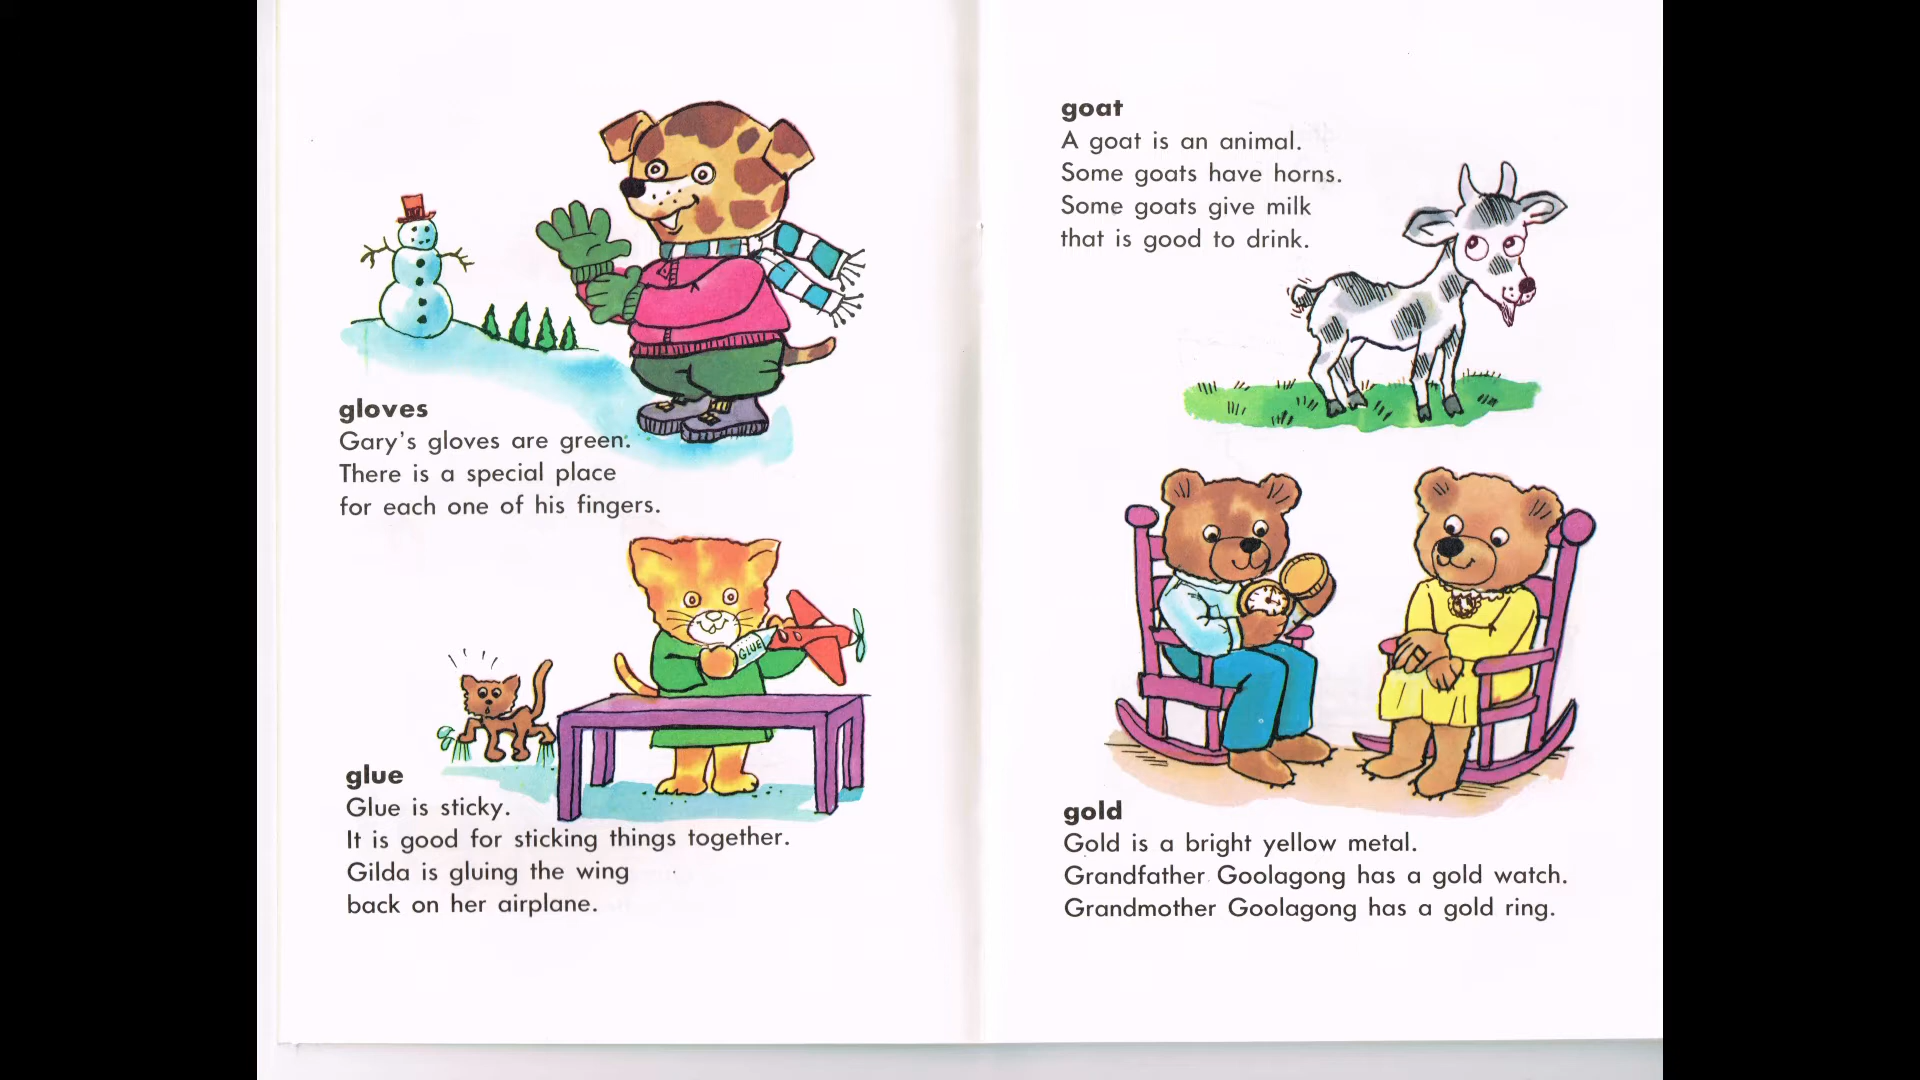 gloves
Gary's gloves are green.
There is a special place
for each one of his fingers.
GLUE
glue
Glue is sticky.
It is good for sticking things together.
Gilda is gluing the wing
back on her airplane.
goat
A goat is an animal.
Some goats have horns.
Some goats give milk
that is good to drink.
gold
Gold is a bright yellow metal.
Grandfather Goolagong has a gold watch.
Grandmother Goolagong has a gold ring.